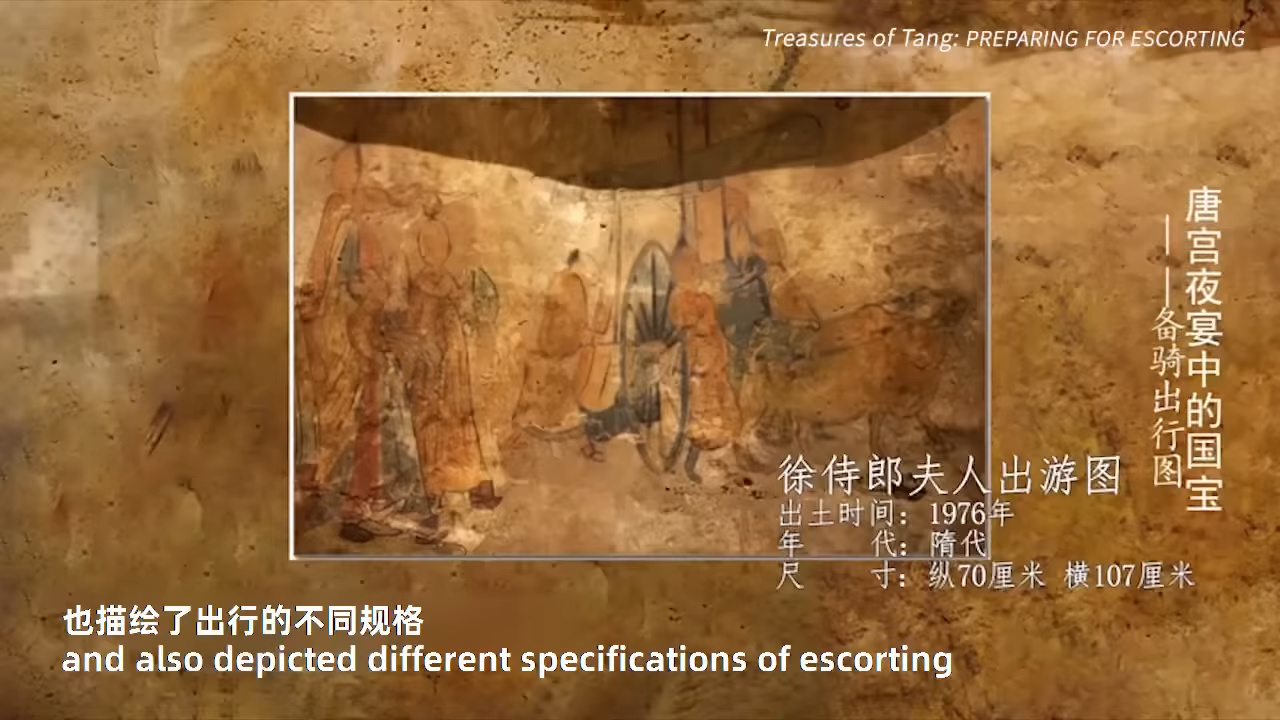 Treasures of Tang: PREPARING FOR ESCORTING
唐宫夜宴中的国宝
——备骑出行图
徐侍郎夫人出游图
出土时间：1976年
年 代：隋代
尺 寸：纵70厘米 横107厘米
也描绘了出行的不同规格
and also depicted different specifications of escorting